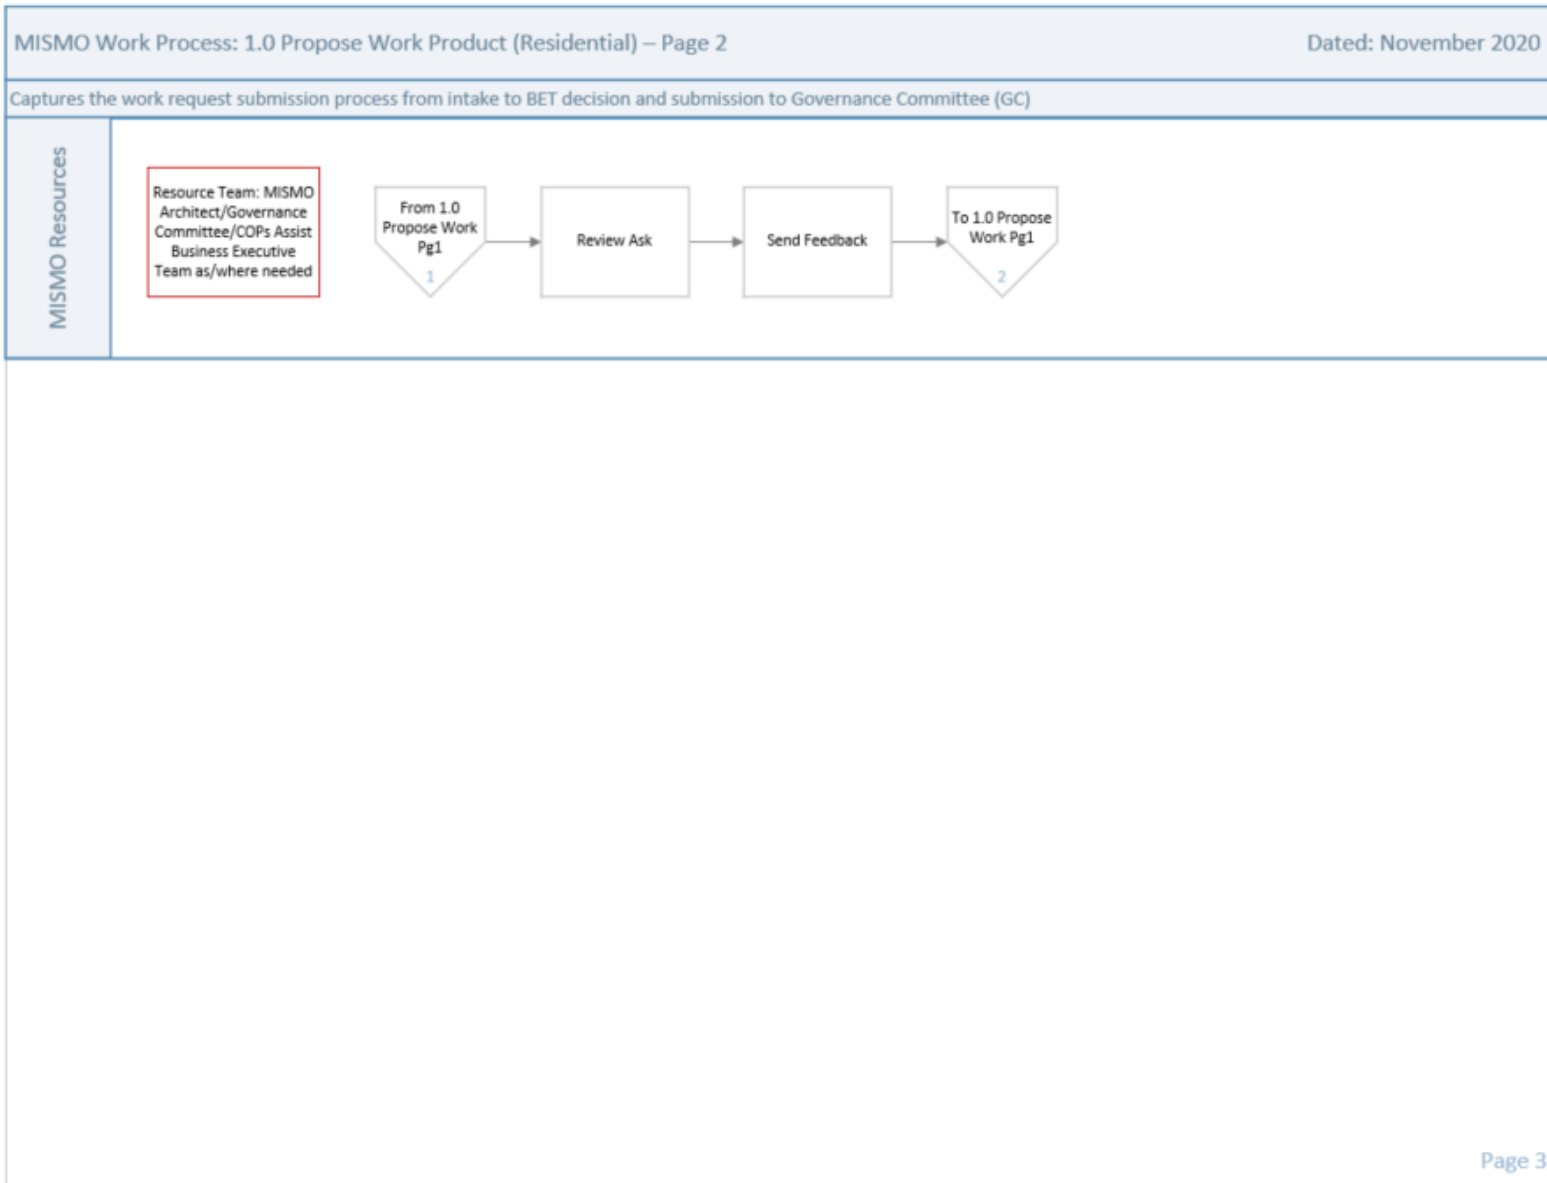 MISMO Work Process: 1.0 Propose Work Product (Residential) – Page 2
Dated: November 2020
Captures the work request submission process from intake to BET decision and submission to Governance Committee (GC)
MISMO Resources
Resource Team: MISMO
Architect/Governance
Committee/COPs Assist
Business Executive
Team as/where needed
From 1.0
Propose Work
Pg1
1
Review Ask
Send Feedback
To 1.0 Propose
Work Pg1
2
Page 3